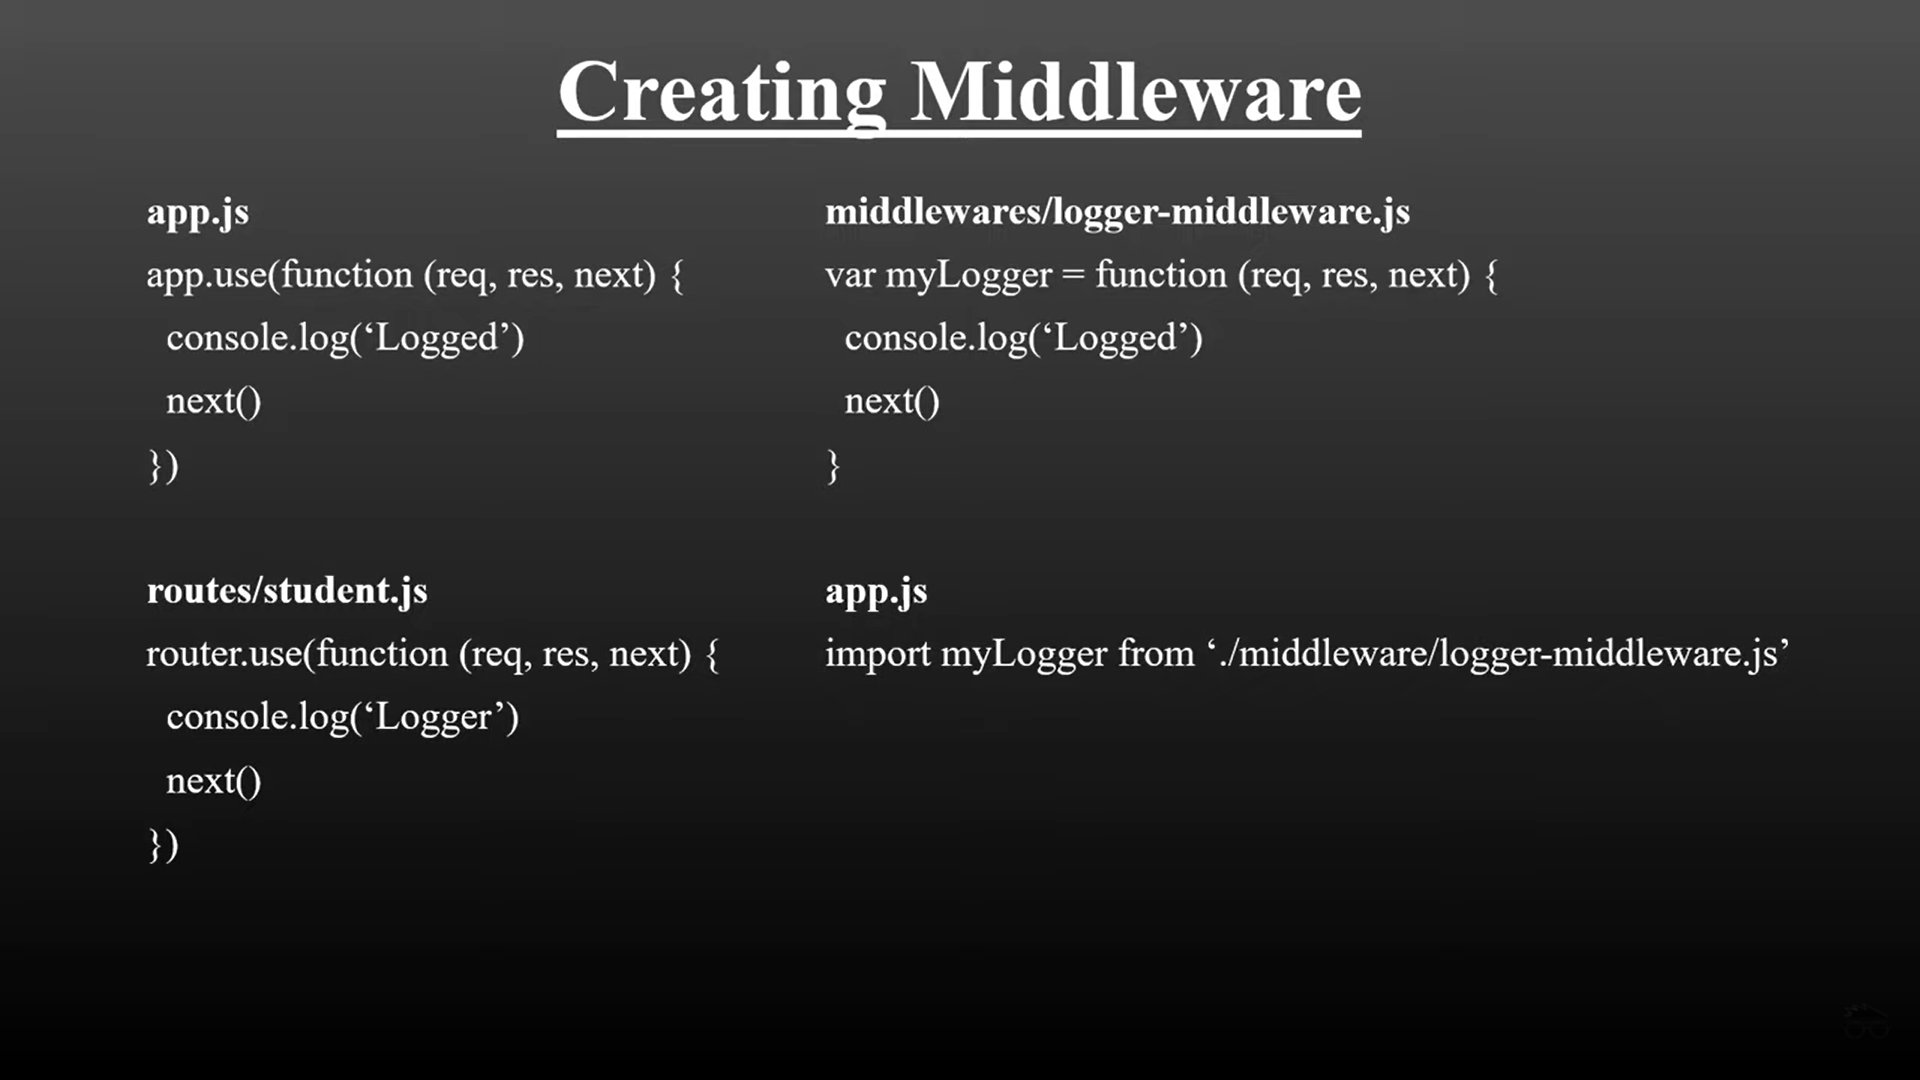 Creating Middleware
app.js
app.use(function (req, res, next) {
console.log(‘Logged’)
next()
})
routes/student.js
router.use(function (req, res, next) {
console.log(‘Logger’)
next()
})
middlewares/logger-middleware.js
var myLogger = function (req, res, next) {
console.log(‘Logged’)
next()
}
app.js
import myLogger from ‘./middleware/logger-middleware.js’